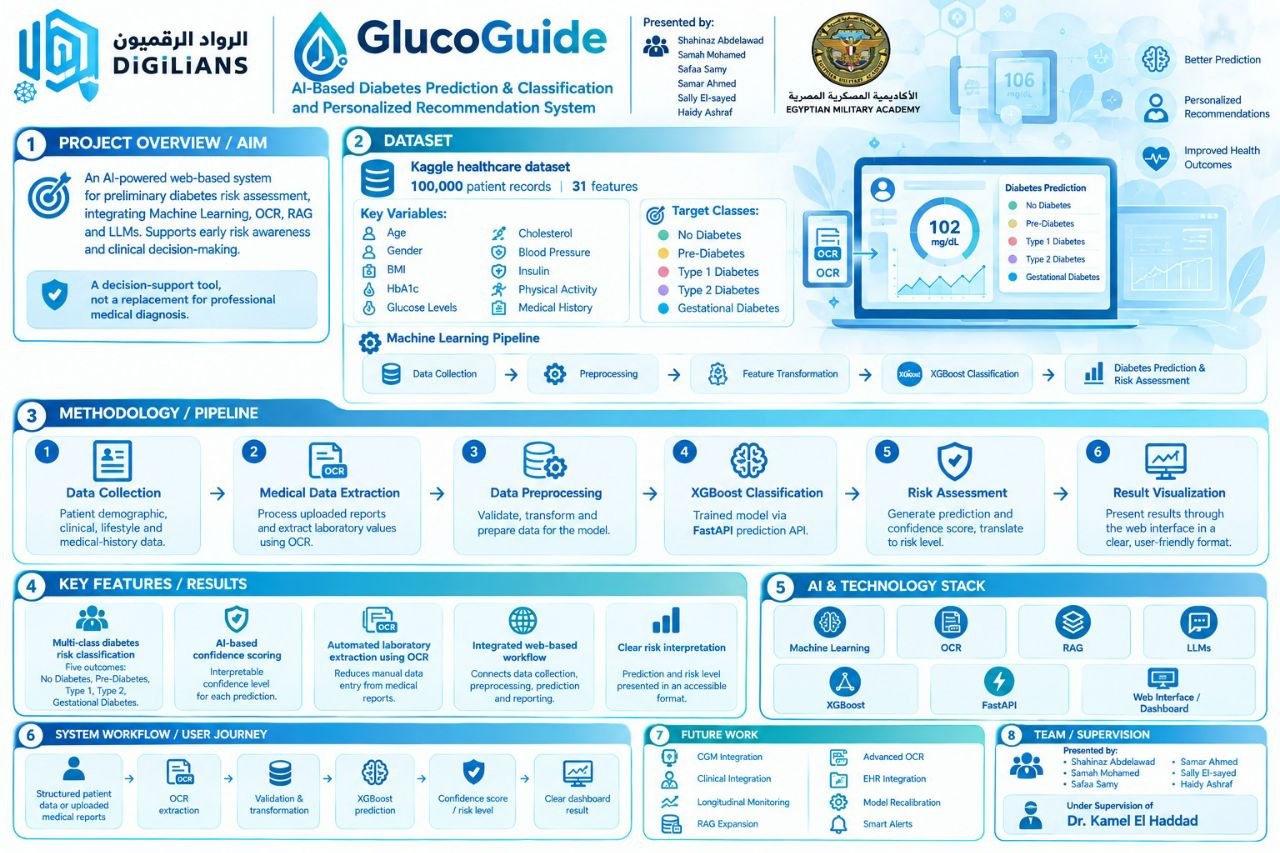 الرواد الرقميون
DiGiLiANS
GlucoGuide
AI-Based Diabetes Prediction & Classification
and Personalized Recommendation System
Presented by:
Shahinaz Abdelawad
Samah Mohamed
Safaa Samy
Samar Ahmed
Sally El-sayed
Haidy Ashraf
الأكاديمية العسكرية المصرية
EGYPTIAN MILITARY ACADEMY
106
mg/dL
Better Prediction
Personalized
Recommendations
Improved Health
Outcomes
1 PROJECT OVERVIEW / AIM
An AI-powered web-based system
for preliminary diabetes risk assessment,
integrating Machine Learning, OCR, RAG
and LLMs. Supports early risk awareness
and clinical decision-making.
A decision-support tool,
not a replacement for professional
medical diagnosis.
2 DATASET
Kaggle healthcare dataset
100,000 patient records | 31 features
Key Variables:
Age
Gender
BMI
HbA1c
Glucose Levels
Cholesterol
Blood Pressure
Insulin
Physical Activity
Medical History
Target Classes:
No Diabetes
Pre-Diabetes
Type 1 Diabetes
Type 2 Diabetes
Gestational Diabetes
OCR
OCR
102
mg/dL
Diabetes Prediction
No Diabetes
Pre-Diabetes
Type 1 Diabetes
Type 2 Diabetes
Gestational Diabetes
Machine Learning Pipeline
Data Collection
Preprocessing
Feature Transformation
XGBoost
XGBoost Classification
Diabetes Prediction &
Risk Assessment
3 METHODOLOGY / PIPELINE
1
Data Collection
Patient demographic,
clinical, lifestyle and
medical-history data.
2
OCR
Medical Data Extraction
Process uploaded reports
and extract laboratory values
using OCR.
3
Data Preprocessing
Validate, transform and
prepare data for the model.
4
XGBoost Classification
Trained model via
FastAPI prediction API.
5
Risk Assessment
Generate prediction and
confidence score, translate
to risk level.
6
Result Visualization
Present results through
the web interface in a
clear, user-friendly format.
4 KEY FEATURES / RESULTS
Multi-class diabetes
risk classification
Five outcomes:
No Diabetes, Pre-Diabetes,
Type 1, Type 2,
Gestational Diabetes.
AI-based
confidence scoring
Interpretable
confidence level
for each prediction.
OCR
Automated laboratory
extraction using OCR
Reduces manual data
entry from medical
reports.
Integrated web-based
workflow
Connects data collection,
preprocessing, prediction
and reporting.
Clear risk interpretation
Prediction and risk level
presented in an accessible
format.
5 AI & TECHNOLOGY STACK
Machine Learning
OCR
RAG
LLMs
XGBoost
FastAPI
Web Interface /
Dashboard
6 SYSTEM WORKFLOW / USER JOURNEY
Structured patient
data or uploaded
medical reports
OCR
OCR
extraction
Validation &
transformation
XGBoost
prediction
Confidence score
/ risk level
Clear dashboard
result
7 FUTURE WORK
CGM Integration
Clinical Integration
Longitudinal Monitoring
RAG Expansion
Advanced OCR
EHR Integration
Model Recalibration
Smart Alerts
8 TEAM / SUPERVISION
Presented by:
• Shahinaz Abdelawad
• Samah Mohamed
• Safaa Samy
• Samar Ahmed
• Sally El-sayed
• Haidy Ashraf
Under Supervision of
Dr. Kamel El Haddad